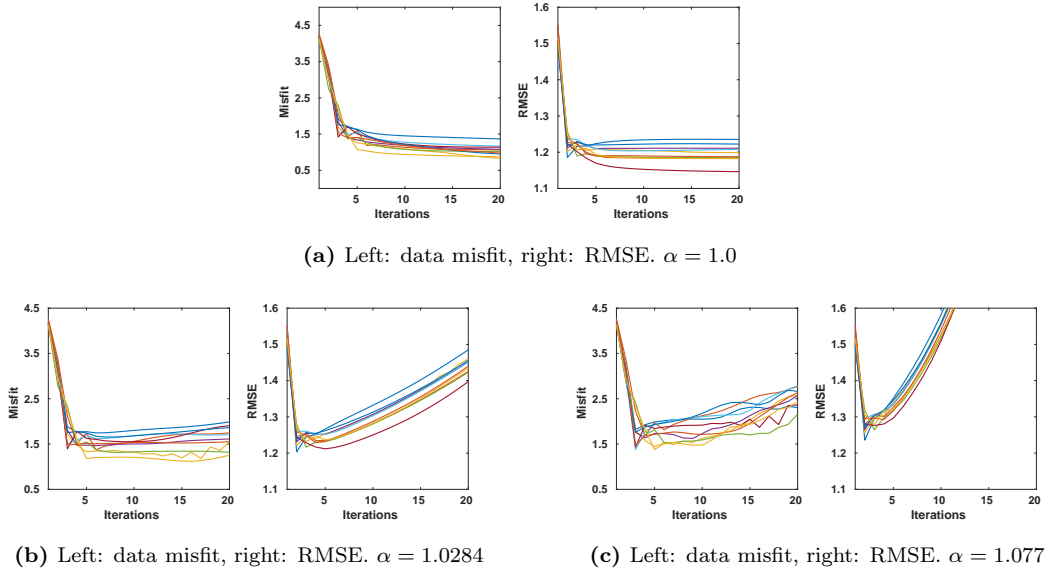 4.5
3.5
2.5
1.5
0.5
Misfit
5 10 15 20
Iterations
1.6
1.5
1.4
1.3
1.2
1.1
RMSE
5 10 15 20
Iterations
(a) Left: data misfit, right: RMSE. α = 1.0
4.5
3.5
2.5
1.5
0.5
Misfit
5 10 15 20
Iterations
1.6
1.5
1.4
1.3
1.2
1.1
RMSE
5 10 15 20
Iterations
(b) Left: data misfit, right: RMSE. α = 1.0284
4.5
3.5
2.5
1.5
0.5
Misfit
5 10 15 20
Iterations
1.6
1.5
1.4
1.3
1.2
1.1
RMSE
5 10 15 20
Iterations
(c) Left: data misfit, right: RMSE. α = 1.077